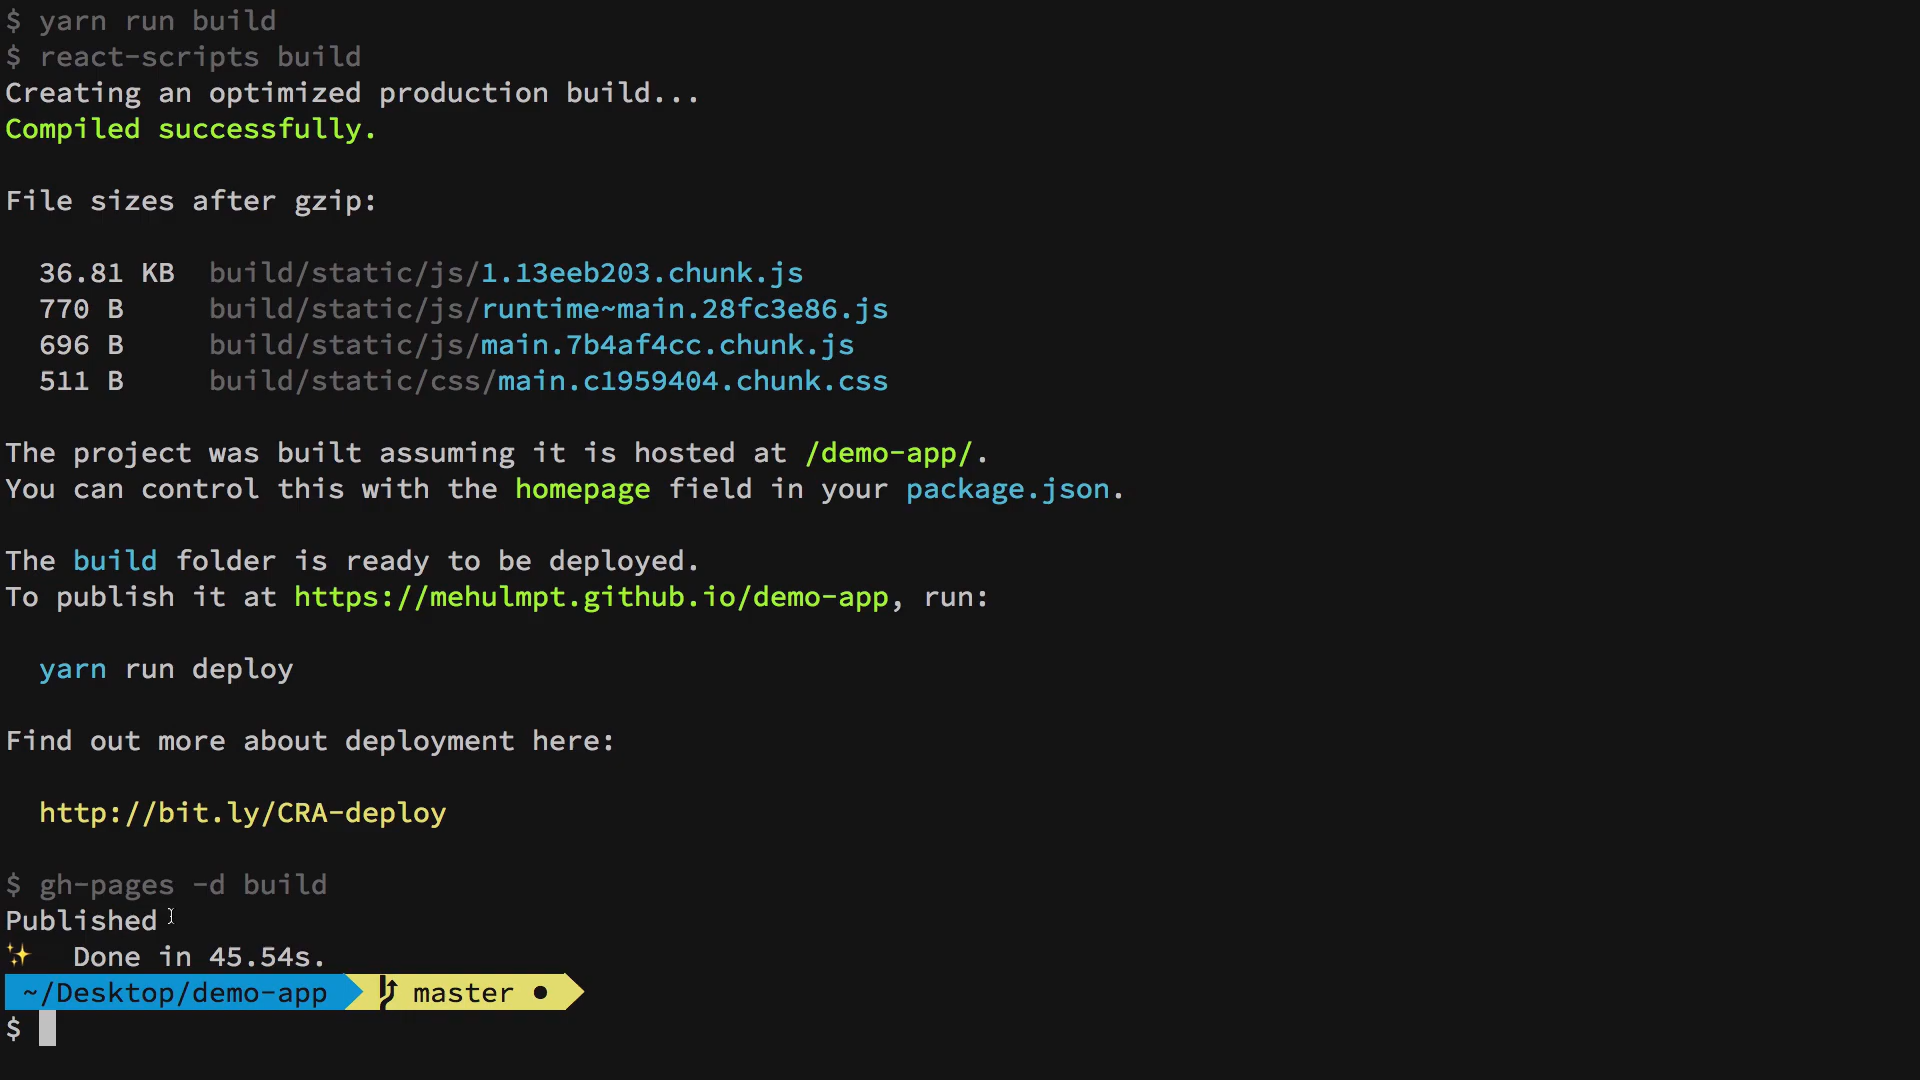 $ yarn run build
$ react-scripts build
Creating an optimized production build...
Compiled successfully.
File sizes after gzip:
36.81 KB  build/static/js/1.13eeb203.chunk.js
770 B  build/static/js/runtime~main.28fc3e86.js
696 B  build/static/js/main.7b4af4cc.chunk.js
511 B  build/static/css/main.c1959404.chunk.css
The project was built assuming it is hosted at /demo-app/.
You can control this with the homepage field in your package.json.
The build folder is ready to be deployed.
To publish it at https://mehulmpt.github.io/demo-app, run:
yarn run deploy
Find out more about deployment here:
http://bit.ly/CRA-deploy
$ gh-pages -d build
Published
✨  Done in 45.54s.
~/Desktop/demo-app master ●
$